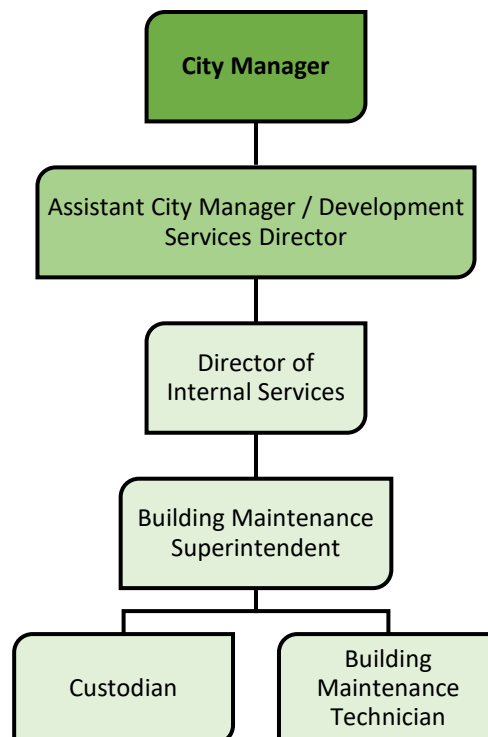 City Manager
Assistant City Manager / Development
Services Director
Director of
Internal Services
Building Maintenance
Superintendent
Custodian
Building
Maintenance
Technician